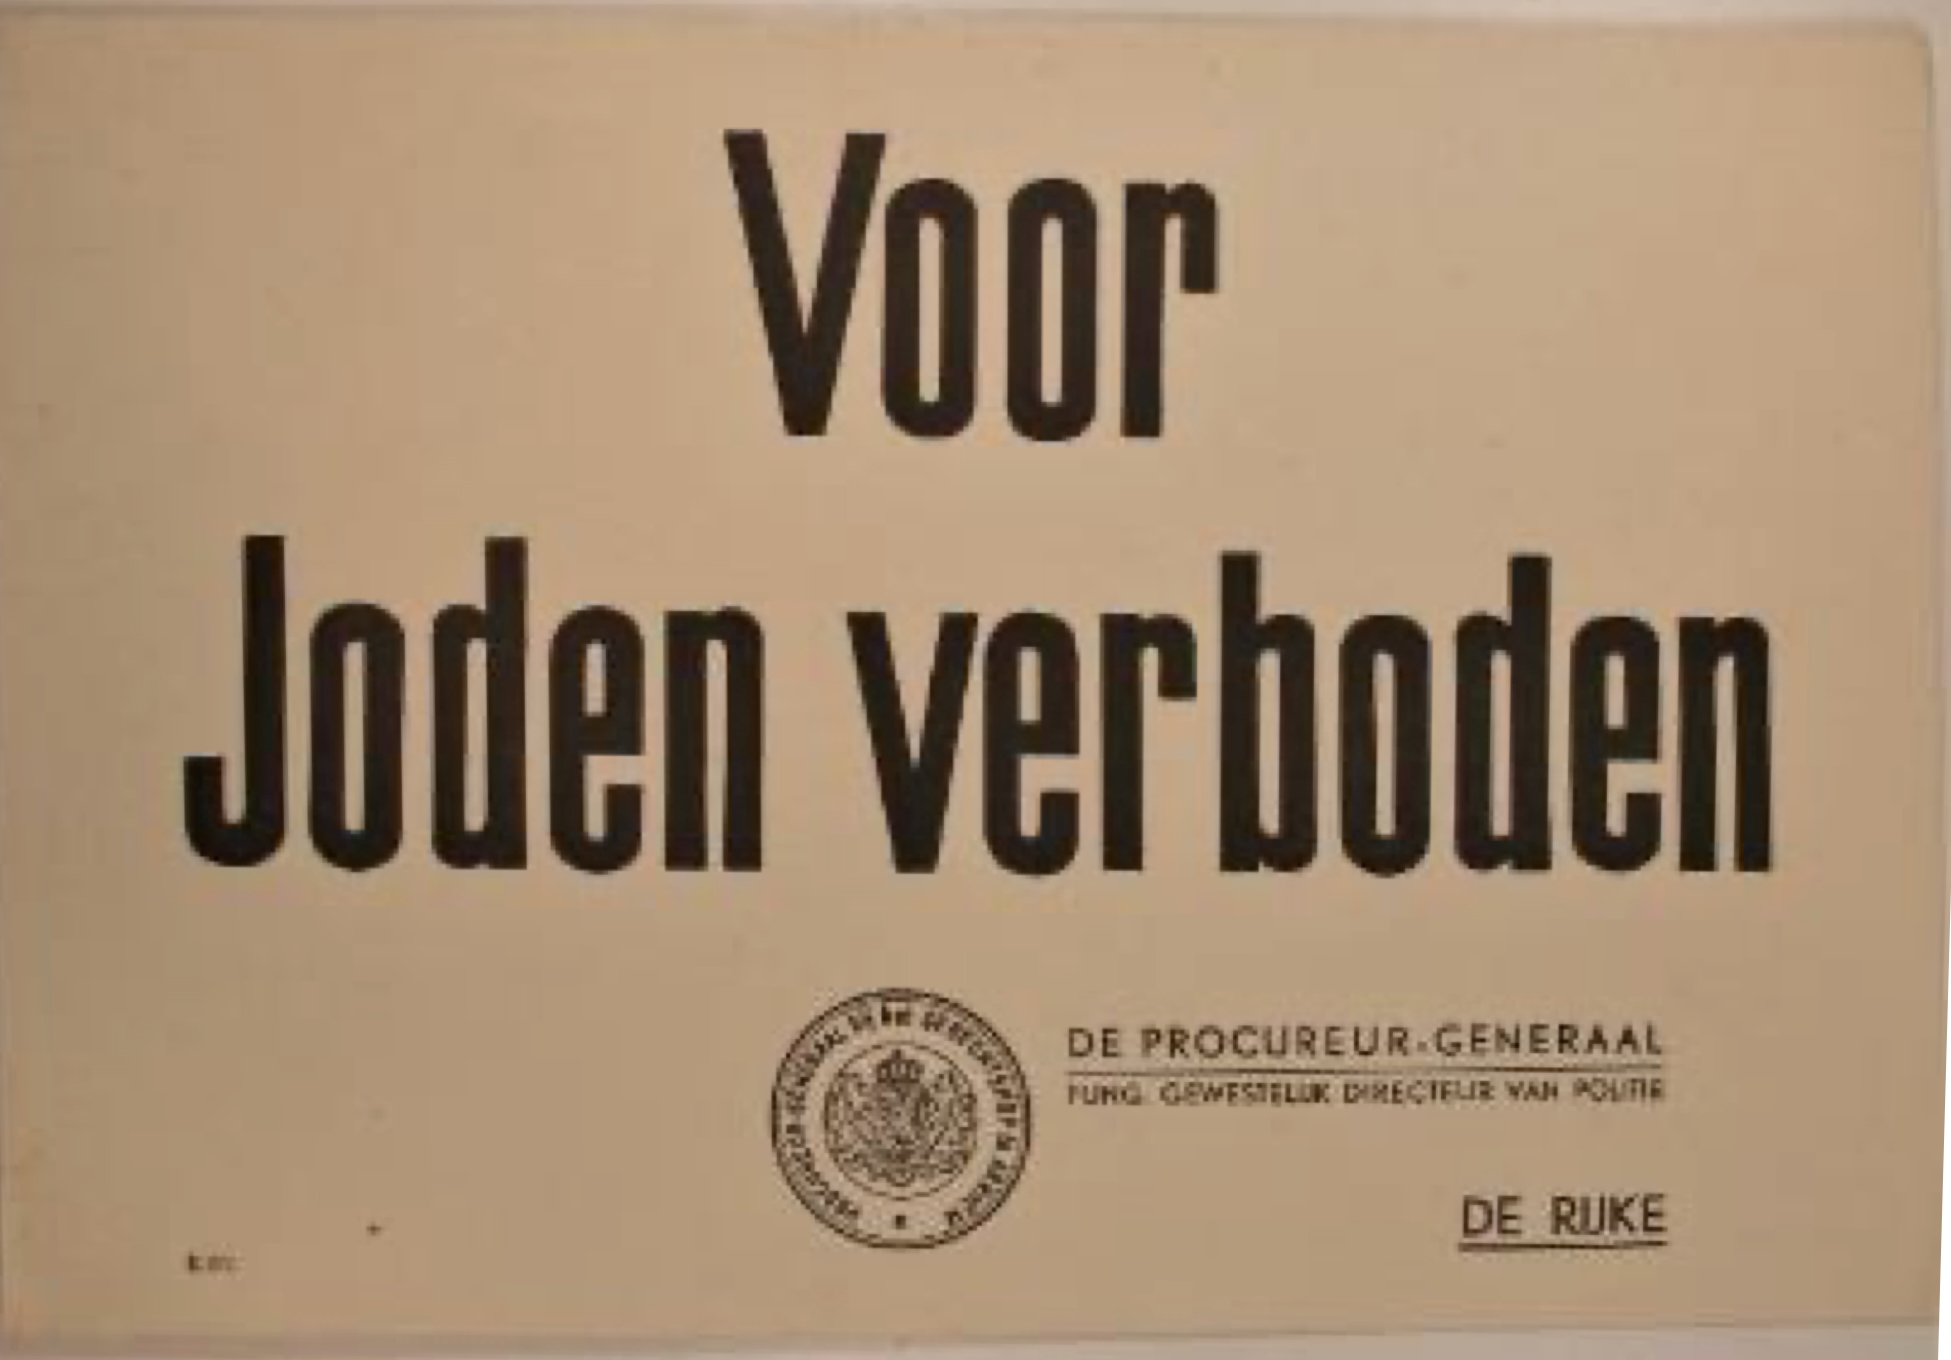 Voor
Joden verboden
DE PROCUREUR-GENERAAL
FUNG. GEWESTELIJK DIRECTEUR VAN POLITIE
DE RIJKE